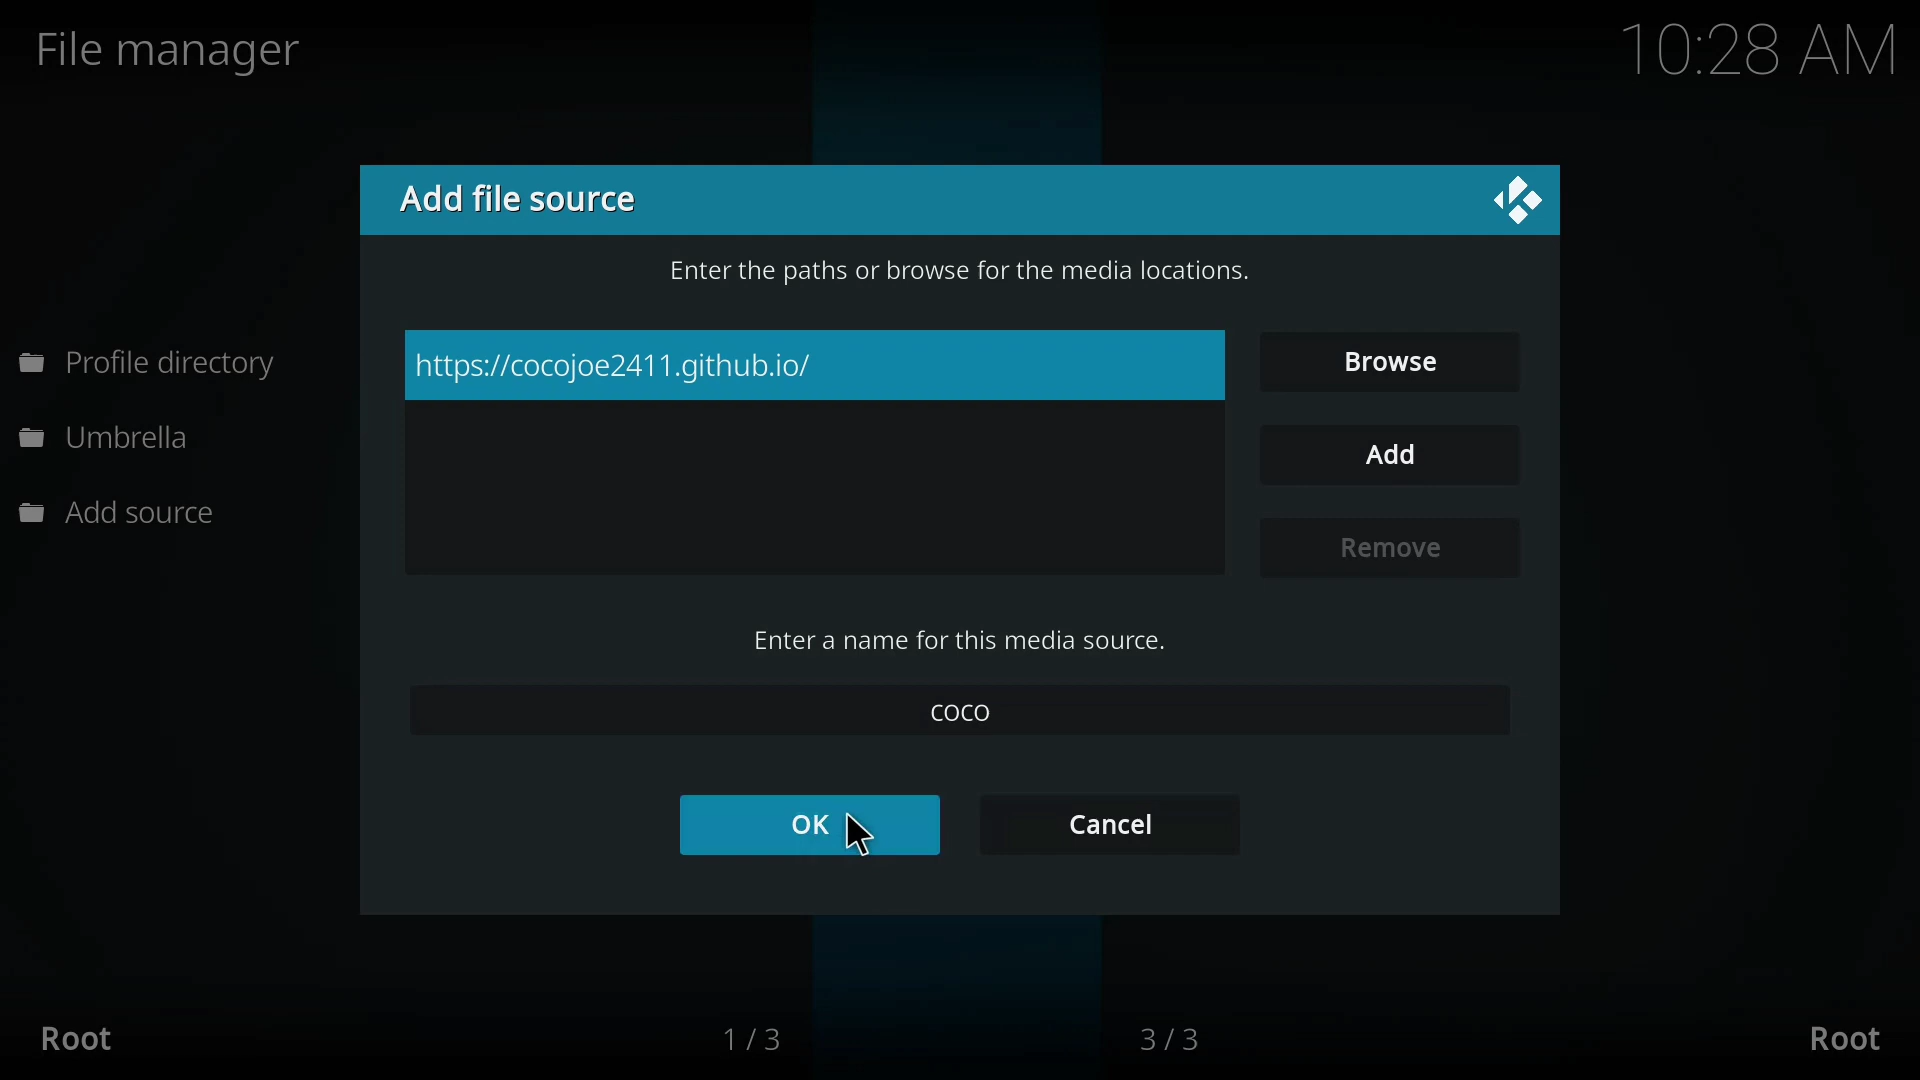 File manager
10:28 AM
Add file source
Enter the paths or browse for the media locations.
https://cocojoe2411.github.io/
Browse
Profile directory
Add
Umbrella
Add source
Remove
Enter a name for this media source.
COCO
OK
Cancel
Root
1 / 3
3 / 3
Root